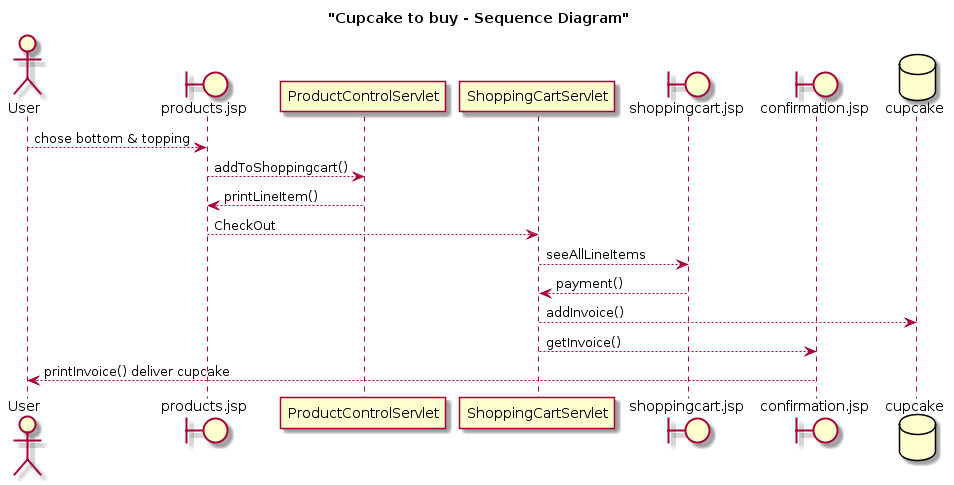 "Cupcake to buy - Sequence Diagram"
User
products.jsp
ProductControlServlet
ShoppingCartServlet
shoppingcart.jsp
confirmation.jsp
cupcake
chose bottom & topping
addToShoppingcart()
printLineItem()
CheckOut
seeAllLineItems
payment()
addInvoice()
getInvoice()
printInvoice() deliver cupcake
User
products.jsp
ProductControlServlet
ShoppingCartServlet
shoppingcart.jsp
confirmation.jsp
cupcake